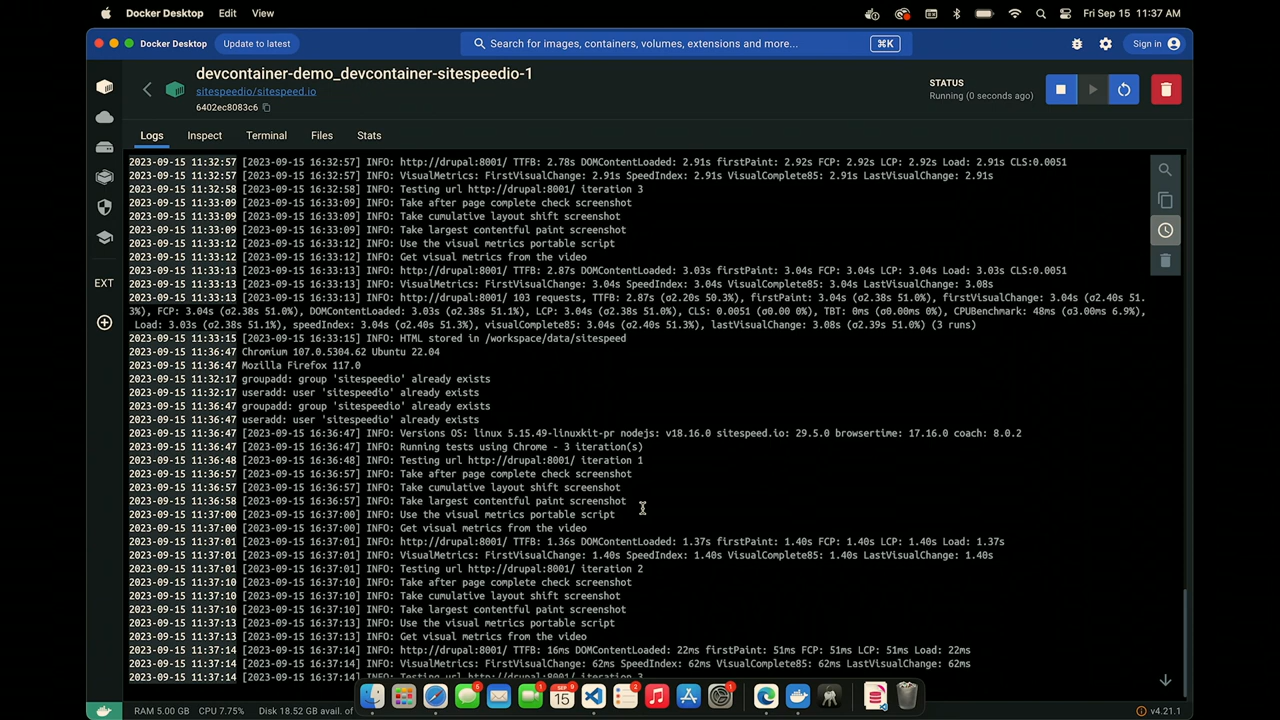 Docker Desktop Edit View Fri Sep 15 11:37 AM
Docker Desktop Update to latest Search for images, containers, volumes, extensions and more... ⌘K Sign in
devcontainer-demo_devcontainer-sitespeedio-1
sitespeedio/sitespeed.io
6402ec8083c6
STATUS
Running (0 seconds ago)
Logs Inspect Terminal Files Stats
2023-09-15 11:32:57 [2023-09-15 16:32:57] INFO: http://drupal:8001/ TTFB: 2.78s DOMContentLoaded: 2.91s firstPaint: 2.92s FCP: 2.92s LCP: 2.92s Load: 2.91s CLS:0.0051
2023-09-15 11:32:57 [2023-09-15 16:32:57] INFO: VisualMetrics: FirstVisualChange: 2.91s SpeedIndex: 2.91s VisualComplete85: 2.91s LastVisualChange: 2.91s
2023-09-15 11:32:58 [2023-09-15 16:32:58] INFO: Testing url http://drupal:8001/ iteration 3
2023-09-15 11:33:09 [2023-09-15 16:33:09] INFO: Take after page complete check screenshot
2023-09-15 11:33:09 [2023-09-15 16:33:09] INFO: Take cumulative layout shift screenshot
2023-09-15 11:33:09 [2023-09-15 16:33:09] INFO: Take largest contentful paint screenshot
2023-09-15 11:33:12 [2023-09-15 16:33:12] INFO: Use the visual metrics portable script
2023-09-15 11:33:12 [2023-09-15 16:33:12] INFO: Get visual metrics from the video
2023-09-15 11:33:13 [2023-09-15 16:33:13] INFO: http://drupal:8001/ TTFB: 2.87s DOMContentLoaded: 3.03s firstPaint: 3.04s FCP: 3.04s LCP: 3.04s Load: 3.03s CLS:0.0051
2023-09-15 11:33:13 [2023-09-15 16:33:13] INFO: VisualMetrics: FirstVisualChange: 3.04s SpeedIndex: 3.04s VisualComplete85: 3.04s LastVisualChange: 3.08s
2023-09-15 11:33:13 [2023-09-15 16:33:13] INFO: http://drupal:8001/ 103 requests, TTFB: 2.87s (σ2.20s 50.3%), firstPaint: 3.04s (σ2.38s 51.0%), firstVisualChange: 3.04s (σ2.40s 51.
3%), FCP: 3.04s (σ2.38s 51.0%), DOMContentLoaded: 3.03s (σ2.38s 51.1%), LCP: 3.04s (σ2.38s 51.0%), CLS: 0.0051 (σ0.00 0%), TBT: 0ms (σ0.00ms 0%), CPUBenchmark: 48ms (σ3.00ms 6.9%),
Load: 3.03s (σ2.38s 51.1%), speedIndex: 3.04s (σ2.40s 51.3%), visualComplete85: 3.04s (σ2.40s 51.3%), lastVisualChange: 3.08s (σ2.39s 51.0%) (3 runs)
2023-09-15 11:33:15 [2023-09-15 16:33:15] INFO: HTML stored in /workspace/data/sitespeed
2023-09-15 11:36:47 Chromium 107.0.5304.62 Ubuntu 22.04
2023-09-15 11:36:47 Mozilla Firefox 117.0
2023-09-15 11:32:17 groupadd: group 'sitespeedio' already exists
2023-09-15 11:32:17 useradd: user 'sitespeedio' already exists
2023-09-15 11:36:47 groupadd: group 'sitespeedio' already exists
2023-09-15 11:36:47 useradd: user 'sitespeedio' already exists
2023-09-15 11:36:47 [2023-09-15 16:36:47] INFO: Versions OS: linux 5.15.49-linuxkit-pr nodejs: v18.16.0 sitespeed.io: 29.5.0 browsertime: 17.16.0 coach: 8.0.2
2023-09-15 11:36:47 [2023-09-15 16:36:47] INFO: Running tests using Chrome - 3 iteration(s)
2023-09-15 11:36:48 [2023-09-15 16:36:48] INFO: Testing url http://drupal:8001/ iteration 1
2023-09-15 11:36:57 [2023-09-15 16:36:57] INFO: Take after page complete check screenshot
2023-09-15 11:36:57 [2023-09-15 16:36:57] INFO: Take cumulative layout shift screenshot
2023-09-15 11:36:58 [2023-09-15 16:36:57] INFO: Take largest contentful paint screenshot
2023-09-15 11:37:00 [2023-09-15 16:37:00] INFO: Use the visual metrics portable script
2023-09-15 11:37:00 [2023-09-15 16:37:00] INFO: Get visual metrics from the video
2023-09-15 11:37:01 [2023-09-15 16:37:01] INFO: http://drupal:8001/ TTFB: 1.36s DOMContentLoaded: 1.37s firstPaint: 1.40s FCP: 1.40s LCP: 1.40s Load: 1.37s
2023-09-15 11:37:01 [2023-09-15 16:37:01] INFO: VisualMetrics: FirstVisualChange: 1.40s SpeedIndex: 1.40s VisualComplete85: 1.40s LastVisualChange: 1.40s
2023-09-15 11:37:01 [2023-09-15 16:37:01] INFO: Testing url http://drupal:8001/ iteration 2
2023-09-15 11:37:10 [2023-09-15 16:37:10] INFO: Take after page complete check screenshot
2023-09-15 11:37:10 [2023-09-15 16:37:10] INFO: Take cumulative layout shift screenshot
2023-09-15 11:37:10 [2023-09-15 16:37:10] INFO: Take largest contentful paint screenshot
2023-09-15 11:37:13 [2023-09-15 16:37:13] INFO: Use the visual metrics portable script
2023-09-15 11:37:13 [2023-09-15 16:37:13] INFO: Get visual metrics from the video
2023-09-15 11:37:14 [2023-09-15 16:37:14] INFO: http://drupal:8001/ TTFB: 16ms DOMContentLoaded: 22ms firstPaint: 51ms FCP: 51ms LCP: 51ms Load: 22ms
2023-09-15 11:37:14 [2023-09-15 16:37:14] INFO: VisualMetrics: FirstVisualChange: 62ms SpeedIndex: 62ms VisualComplete85: 62ms LastVisualChange: 62ms
2023-09-15 11:37:14 [2023-09-15 16:37:14] INFO: Testing url http://drupal:8001/ iteration 3
EXT
SEP
15
RAM 5.00 GB CPU 7.75% Disk 18.52 GB avail. of v4.21.1